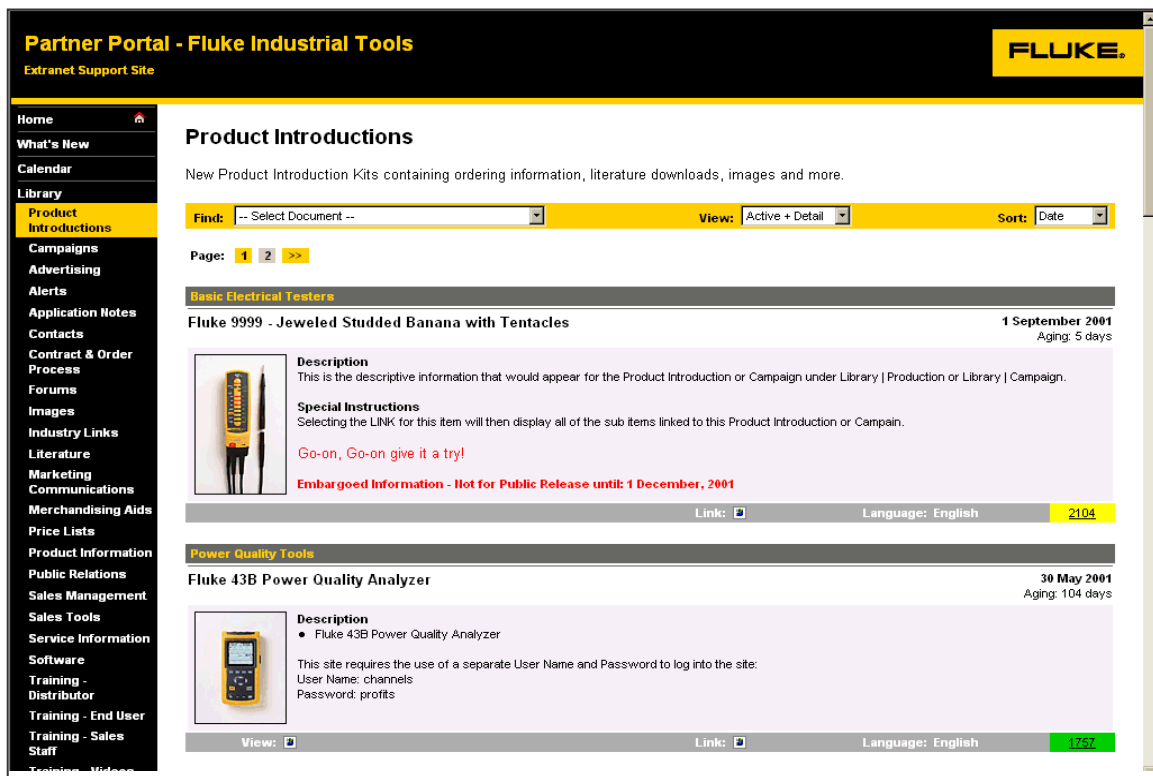 Partner Portal - Fluke Industrial Tools
Extranet Support Site
FLUKE®
Home
What's New
Calendar
Library
Product
Introductions
Campaigns
Advertising
Alerts
Application Notes
Contacts
Contract & Order
Process
Forums
Images
Industry Links
Literature
Marketing
Communications
Merchandising Aids
Price Lists
Product Information
Public Relations
Sales Management
Sales Tools
Service Information
Software
Training -
Distributor
Training - End User
Training - Sales
Staff
Training - Videos
Product Introductions
New Product Introduction Kits containing ordering information, literature downloads, images and more.
Find: -- Select Document -- View: Active + Detail Sort: Date
Page: 1 2 >>
Basic Electrical Testers
Fluke 9999 - Jeweled Studded Banana with Tentacles 1 September 2001
Aging: 5 days
Description
This is the descriptive information that would appear for the Product Introduction or Campaign under Library | Production or Library | Campaign.
Special Instructions
Selecting the LINK for this item will then display all of the sub items linked to this Product Introduction or Campain.
Go-on, Go-on give it a try!
Embargoed Information - Not for Public Release until: 1 December, 2001
Link: Language: English 2104
Power Quality Tools
Fluke 43B Power Quality Analyzer 30 May 2001
Aging: 104 days
Description
● Fluke 43B Power Quality Analyzer
This site requires the use of a separate User Name and Password to log into the site:
User Name: channels
Password: profits
View: Link: Language: English 1757